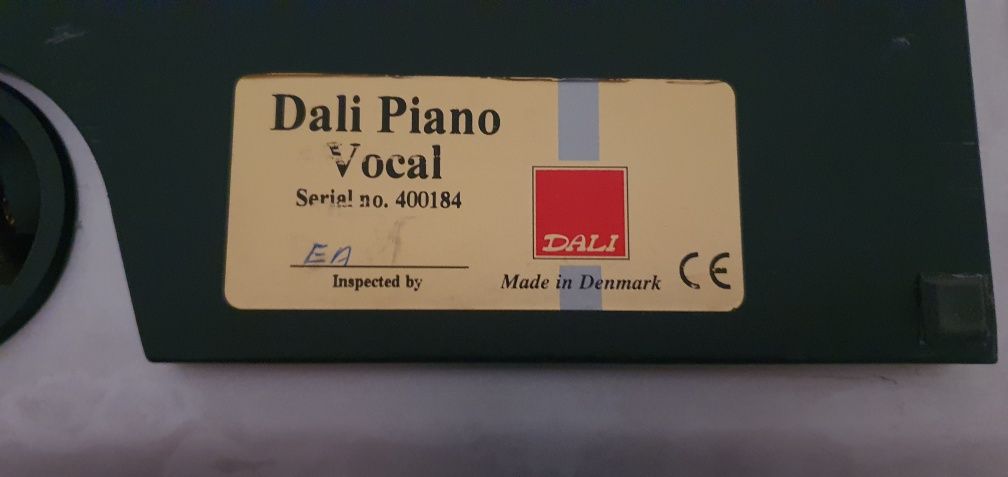 Dali Piano
Vocal
Serial no. 400184
EA
Inspected by
DALI
Made in Denmark
CE